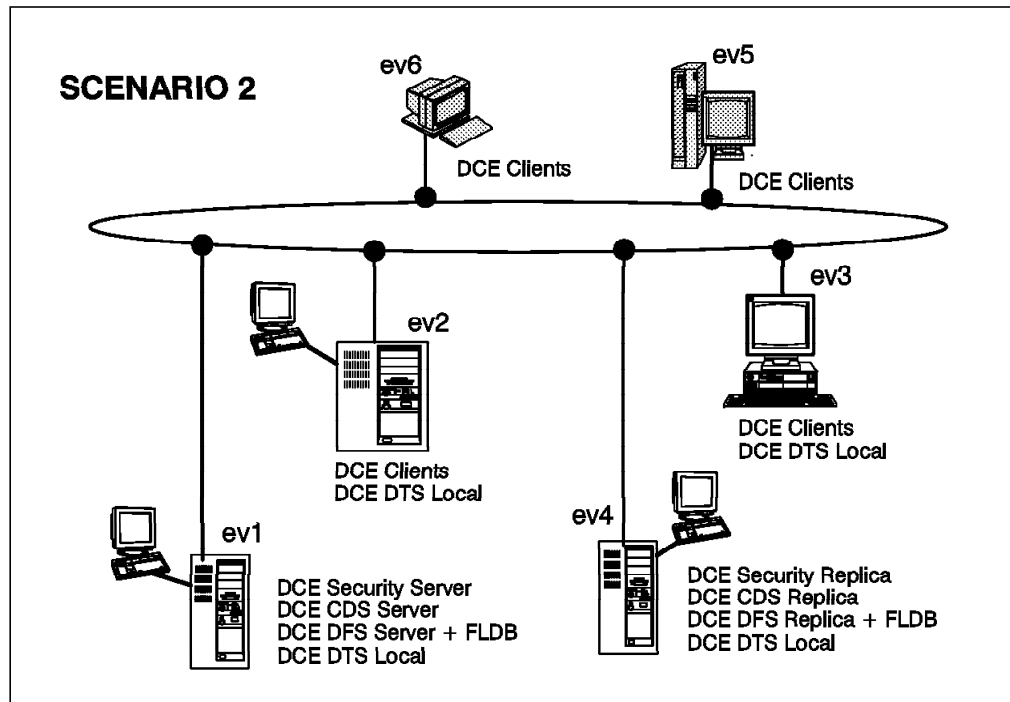 SCENARIO 2
ev6
DCE Clients
ev5
DCE Clients
ev2
DCE Clients
DCE DTS Local
ev3
DCE Clients
DCE DTS Local
ev1
DCE Security Server
DCE CDS Server
DCE DFS Server + FLDB
DCE DTS Local
ev4
DCE Security Replica
DCE CDS Replica
DCE DFS Replica + FLDB
DCE DTS Local